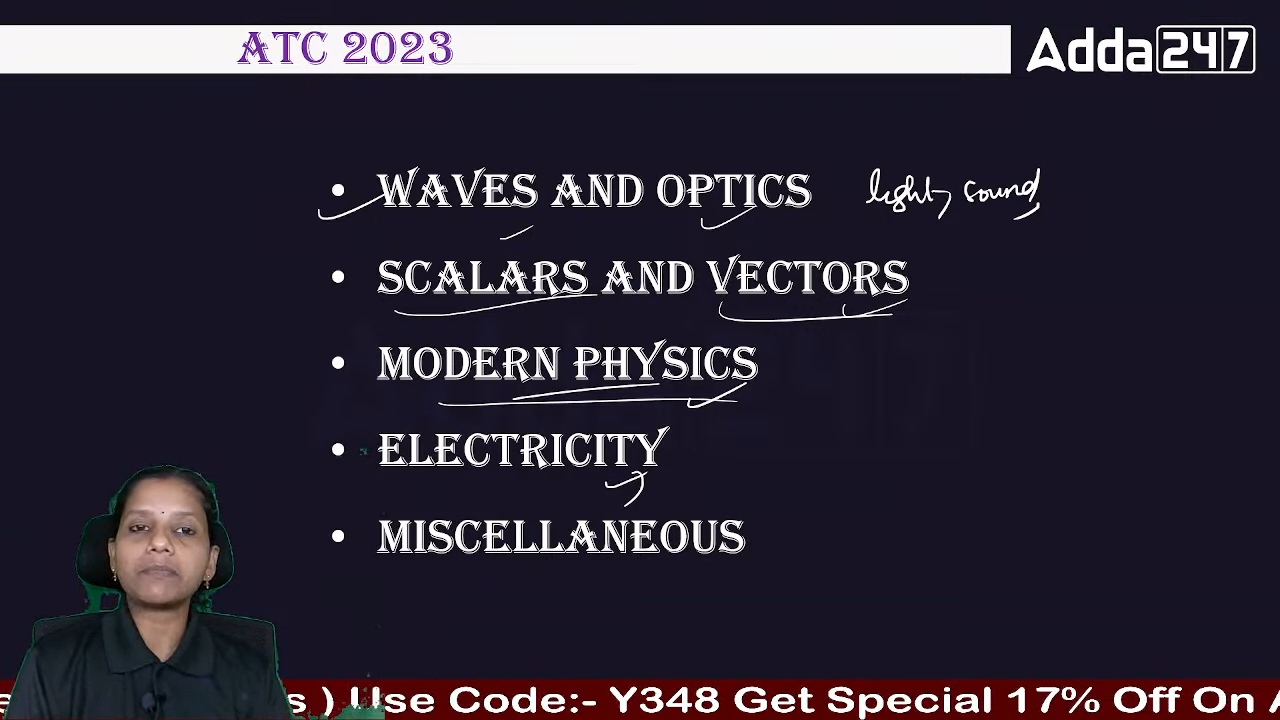 ATC 2023
Adda247
• WAVES AND OPTICS light, sound
• SCALARS AND VECTORS
• MODERN PHYSICS
• ELECTRICITY
• MISCELLANEOUS
s ) Use Code:- Y348 Get Special 17% Off On A